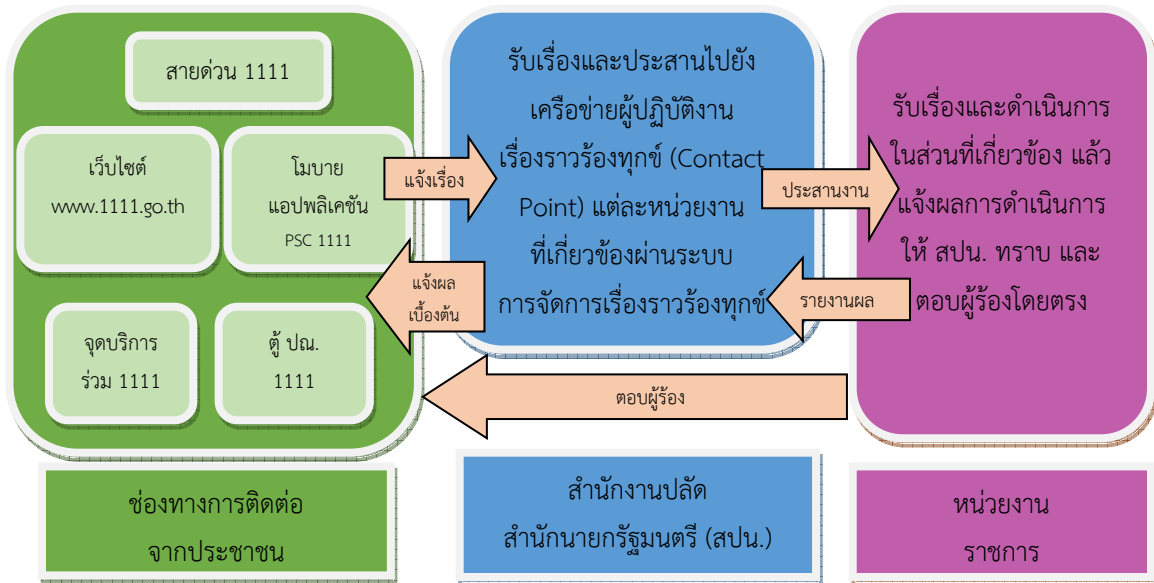 สายด่วน 1111
เว็บไซต์
www.1111.go.th
โมบาย
แอปพลิเคชัน
PSC 1111
จุดบริการ
ร่วม 1111
ตู้ ปณ.
1111
แจ้งเรื่อง
แจ้งผล
เบื้องต้น
รับเรื่องและประสานไปยัง
เครือข่ายผู้ปฏิบัติงาน
เรื่องราวร้องทุกข์ (Contact
Point) แต่ละหน่วยงาน
ที่เกี่ยวข้องผ่านระบบ
การจัดการเรื่องราวร้องทุกข์
ประสานงาน
รายงานผล
รับเรื่องและดำเนินการ
ในส่วนที่เกี่ยวข้อง แล้ว
แจ้งผลการดำเนินการ
ให้ สปน. ทราบ และ
ตอบผู้ร้องโดยตรง
ตอบผู้ร้อง
ช่องทางการติดต่อ
จากประชาชน
สำนักงานปลัด
สำนักนายกรัฐมนตรี (สปน.)
หน่วยงาน
ราชการ